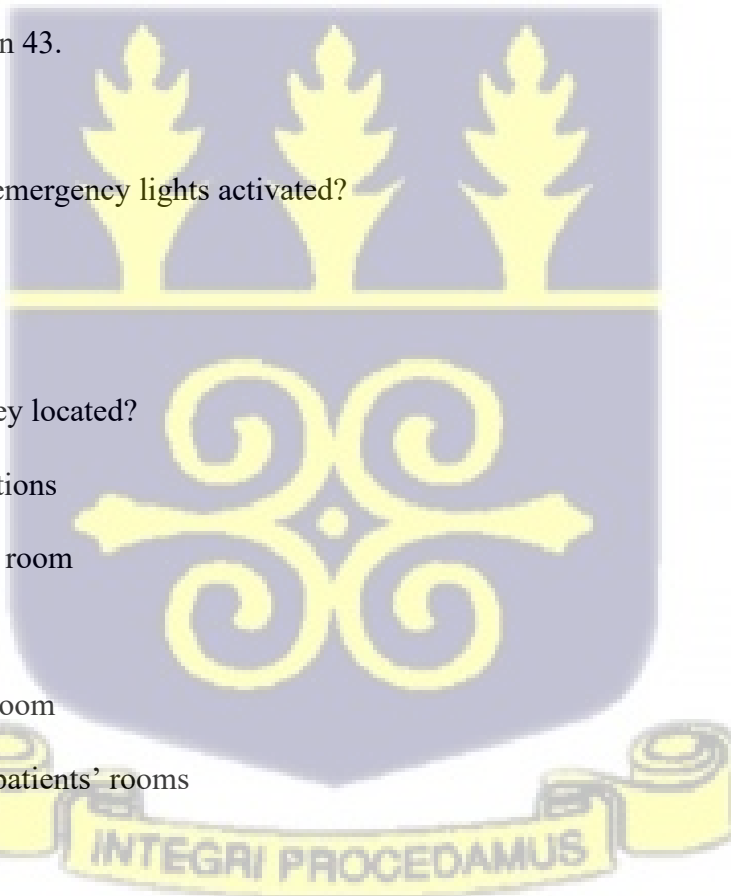 n 43.
emergency lights activated?
ey located?
tions
room
oom
patients’ rooms
INTEGRI PROCEDAMUS